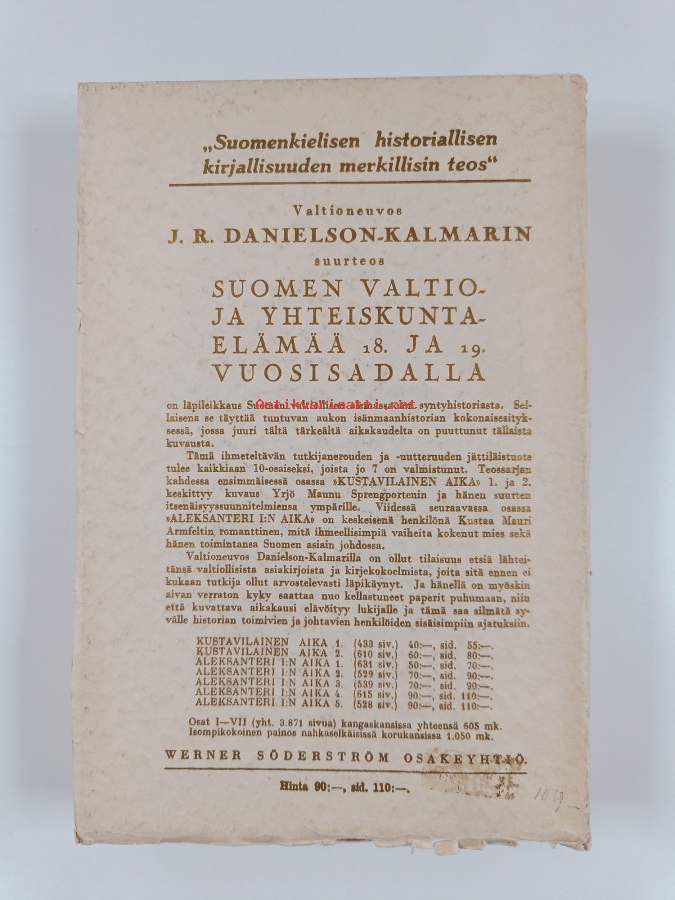 „Suomenkielisen historiallisen
kirjallisuuden merkillisin teos“
Valtioneuvos
J. R. DANIELSON-KALMARIN
suurteos
SUOMEN VALTIO-
JA YHTEISKUNTA-
ELÄMÄÄ 18. JA 19.
VUOSISADALLA
on läpileikkaus Suomen valtiollisen olemassaolon syntyhistoriasta. Sel-
laisena se täyttää tuntuvan aukon isänmaanhistorian kokonaisesityk-
sessä, jossa juuri tältä tärkeältä aikakaudelta on puuttunut tällaista
kuvausta.
Tämä ihmeteltävän tutkijanerouden ja -uutteruuden jättiläistuote
tulee kaikkiaan 10-osaiseksi, joista jo 7 on valmistunut. Teossarjan
kahdessa ensimmäisessä osassa »KUSTAVILAINEN AIKA» 1. ja 2.
keskittyy kuvaus Yrjö Maunu Sprengportenin ja hänen suurten
itsenäisyyssuunnitelmiensa ympärille. Viidessä seuraavassa osassa
»ALEKSANTERI I:N AIKA» on keskeisenä henkilönä Kustaa Mauri
Armfeltin romanttinen, mitä ihmeellisimpiä vaiheita kokenut mies sekä
hänen toimintansa Suomen asiain johdossa.
Valtioneuvos Danielson-Kalmarilla on ollut tilaisuus etsiä lähtei-
tänsä valtiollisista asiakirjoista ja kirjekokoelmista, joita sitä ennen ei
kukaan tutkija ollut arvostelevasti läpikäynyt. Ja hänellä on myöskin
aivan verraton kyky saattaa nuo kellastuneet paperit puhumaan, niin
että kuvattava aikakausi elävöityy lukijalle ja tämä saa silmätä sy-
välle historian toimivien ja johtavien henkilöiden sisäisimpiin ajatuksiin.
KUSTAVILAINEN AIKA 1. (433 siv.) 40:—, sid. 55:—.
KUSTAVILAINEN AIKA 2. (610 siv.) 60:—, sid. 80:—.
ALEKSANTERI I:N AIKA 1. (631 siv.) 50:—, sid. 70:—.
ALEKSANTERI I:N AIKA 2. (529 siv.) 70:—, sid. 90:—.
ALEKSANTERI I:N AIKA 3. (539 siv.) 70:—, sid. 90:—.
ALEKSANTERI I:N AIKA 4. (615 siv.) 90:—, sid. 110:—.
ALEKSANTERI I:N AIKA 5. (528 siv.) 90:—, sid. 110:—.
Osat I—VII (yht. 3.871 sivua) kangaskansissa yhteensä 605 mk.
Isompikokoinen painos nahkaselkäisissä korukansissa 1.050 mk.
WERNER SÖDERSTRÖM OSAKEYHTIÖ.
Hinta 90:—, sid. 110:—.